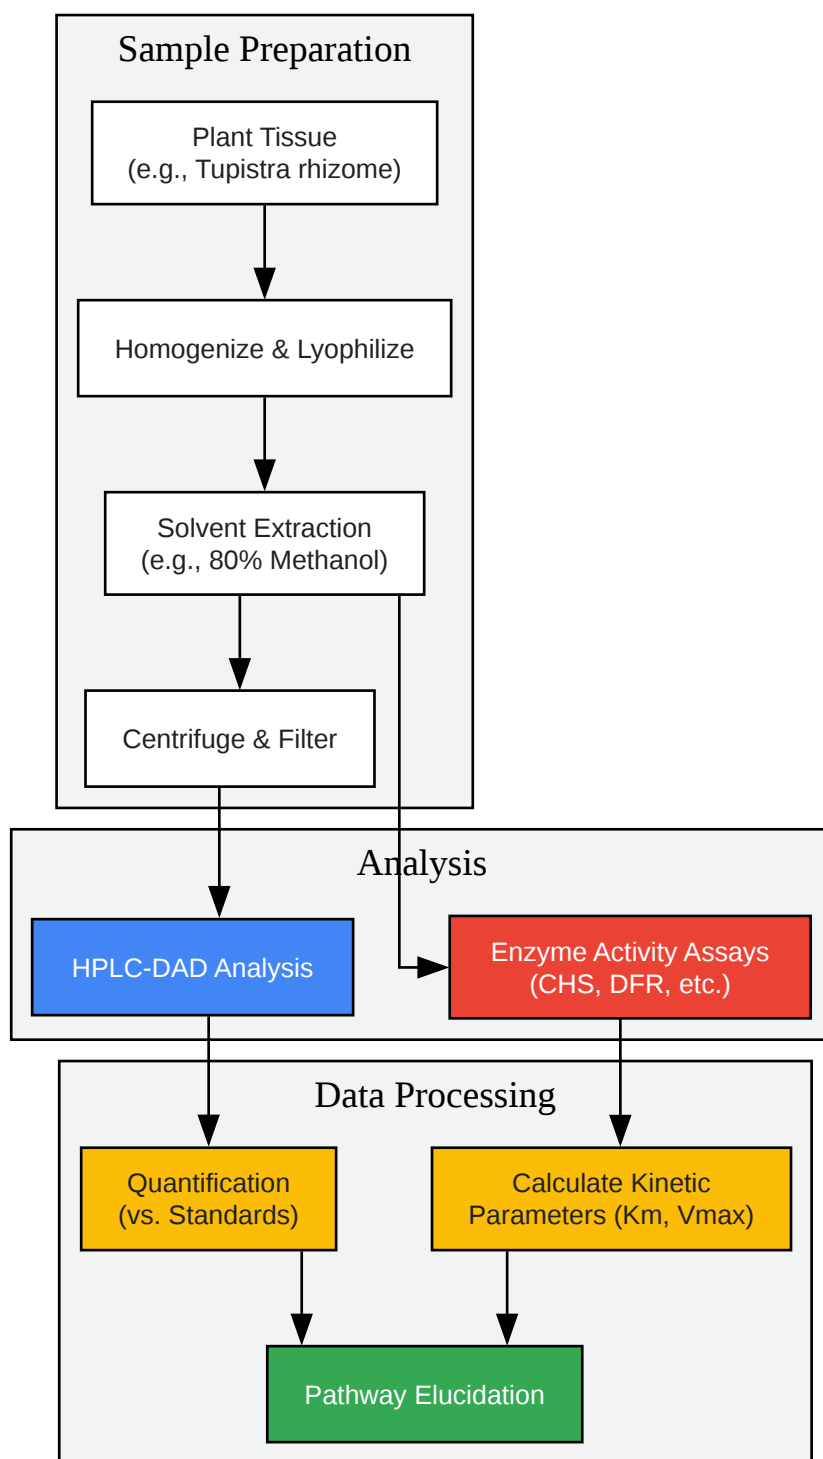 Sample Preparation
Plant Tissue
(e.g., Tupistra rhizome)
Homogenize & Lyophilize
Solvent Extraction
(e.g., 80% Methanol)
Centrifuge & Filter
Analysis
HPLC-DAD Analysis
Enzyme Activity Assays
(CHS, DFR, etc.)
Data Processing
Quantification
(vs. Standards)
Calculate Kinetic
Parameters (Km, Vmax)
Pathway Elucidation